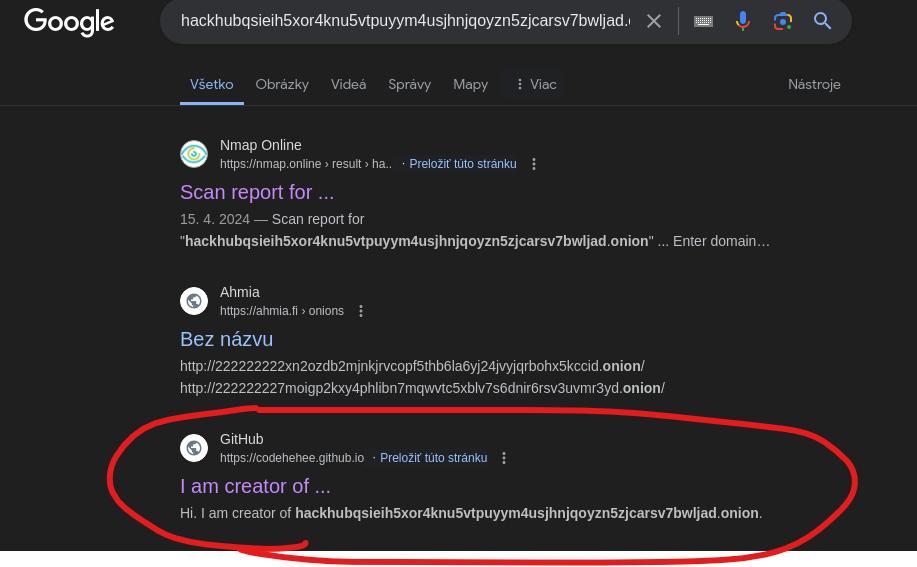 Google
hackhubqsieih5xor4knu5vtpuyym4usjhnjqoyzn5zjcarsv7bwljad.o
Všetko Obrázky Videá Správy Mapy Viac Nástroje
Nmap Online
https://nmap.online › result › ha.. · Preložiť túto stránku
Scan report for ...
15. 4. 2024 — Scan report for
"hackhubqsieih5xor4knu5vtpuyym4usjhnjqoyzn5zjcarsv7bwljad.onion" ... Enter domain…
Ahmia
https://ahmia.fi › onions
Bez názvu
http://222222222xn2ozdb2mjnkjrvcopf5thb6la6yj24jvyjqrbohx5kccid.onion/
http://222222227moigp2kxy4phlibn7mqwvtc5xblv7s6dnir6rsv3uvmr3yd.onion/
GitHub
https://codehehee.github.io · Preložiť túto stránku
I am creator of ...
Hi. I am creator of hackhubqsieih5xor4knu5vtpuyym4usjhnjqoyzn5zjcarsv7bwljad.onion.